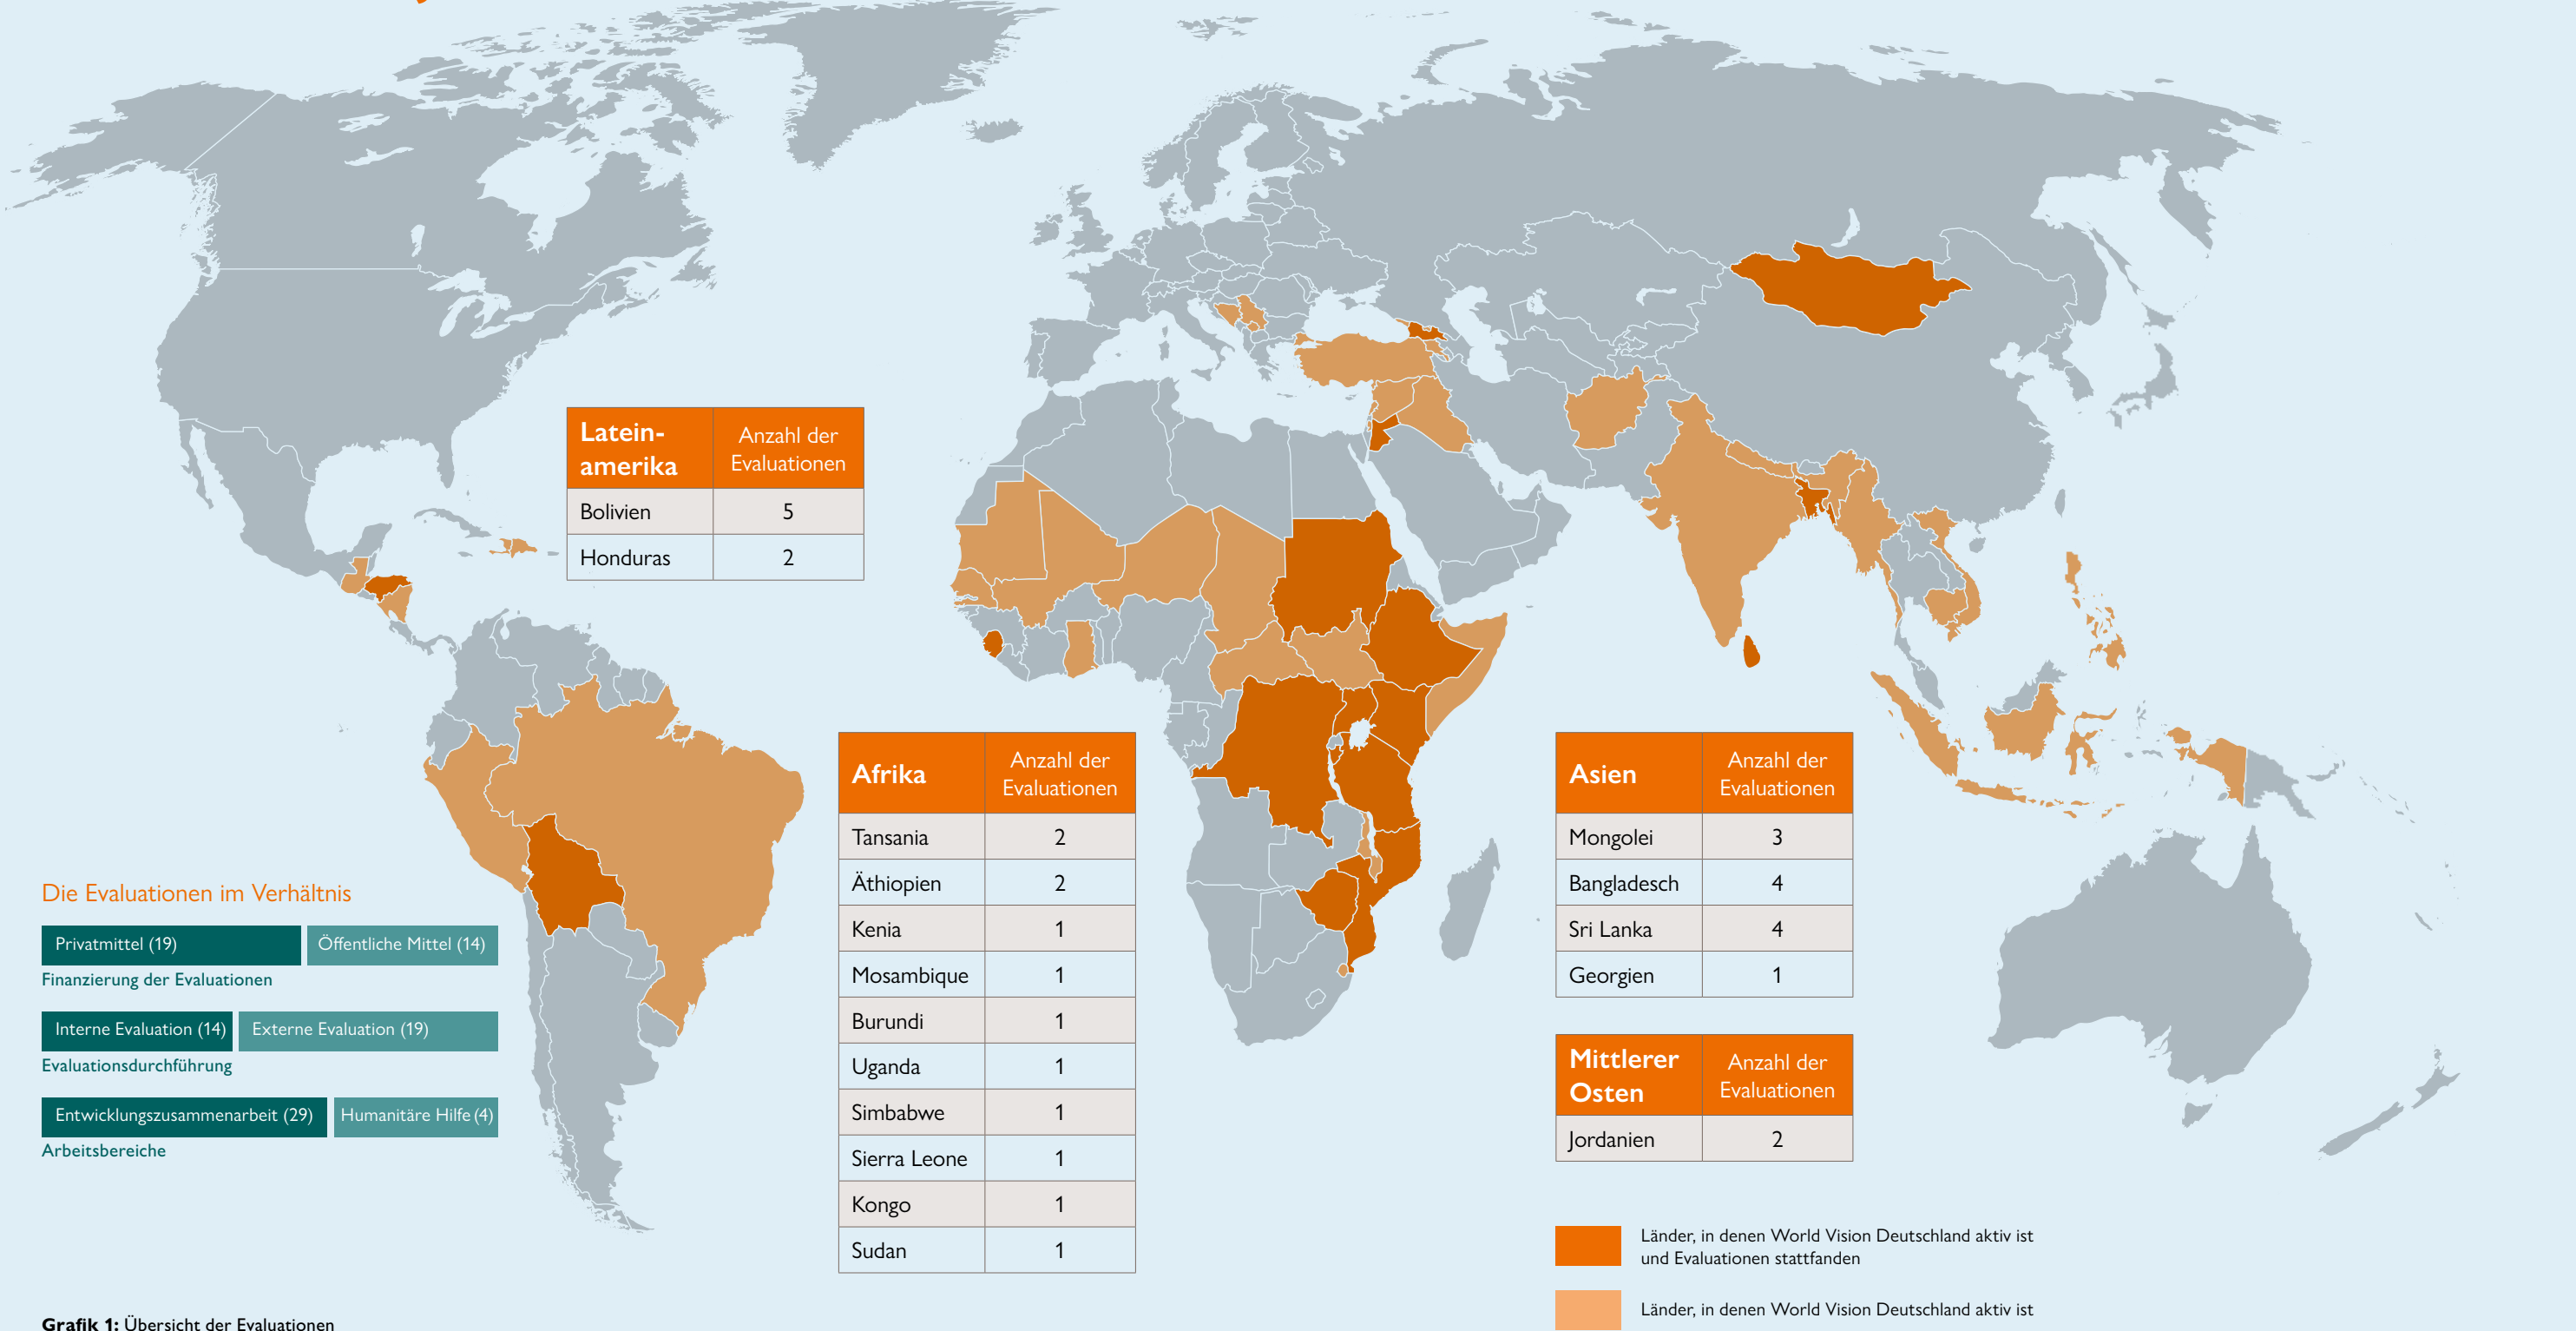 Latein-
amerika
Anzahl der
Evaluationen
Bolivien 5
Honduras 2
Afrika
Anzahl der
Evaluationen
Tansania 2
Äthiopien 2
Kenia 1
Mosambique 1
Burundi 1
Uganda 1
Simbabwe 1
Sierra Leone 1
Kongo 1
Sudan 1
Asien
Anzahl der
Evaluationen
Mongolei 3
Bangladesch 4
Sri Lanka 4
Georgien 1
Mittlerer
Osten
Anzahl der
Evaluationen
Jordanien 2
Die Evaluationen im Verhältnis
Privatmittel (19) Öffentliche Mittel (14)
Finanzierung der Evaluationen
Interne Evaluation (14) Externe Evaluation (19)
Evaluationsdurchführung
Entwicklungszusammenarbeit (29) Humanitäre Hilfe (4)
Arbeitsbereiche
Länder, in denen World Vision Deutschland aktiv ist
und Evaluationen stattfanden
Länder, in denen World Vision Deutschland aktiv ist
Grafik 1: Übersicht der Evaluationen